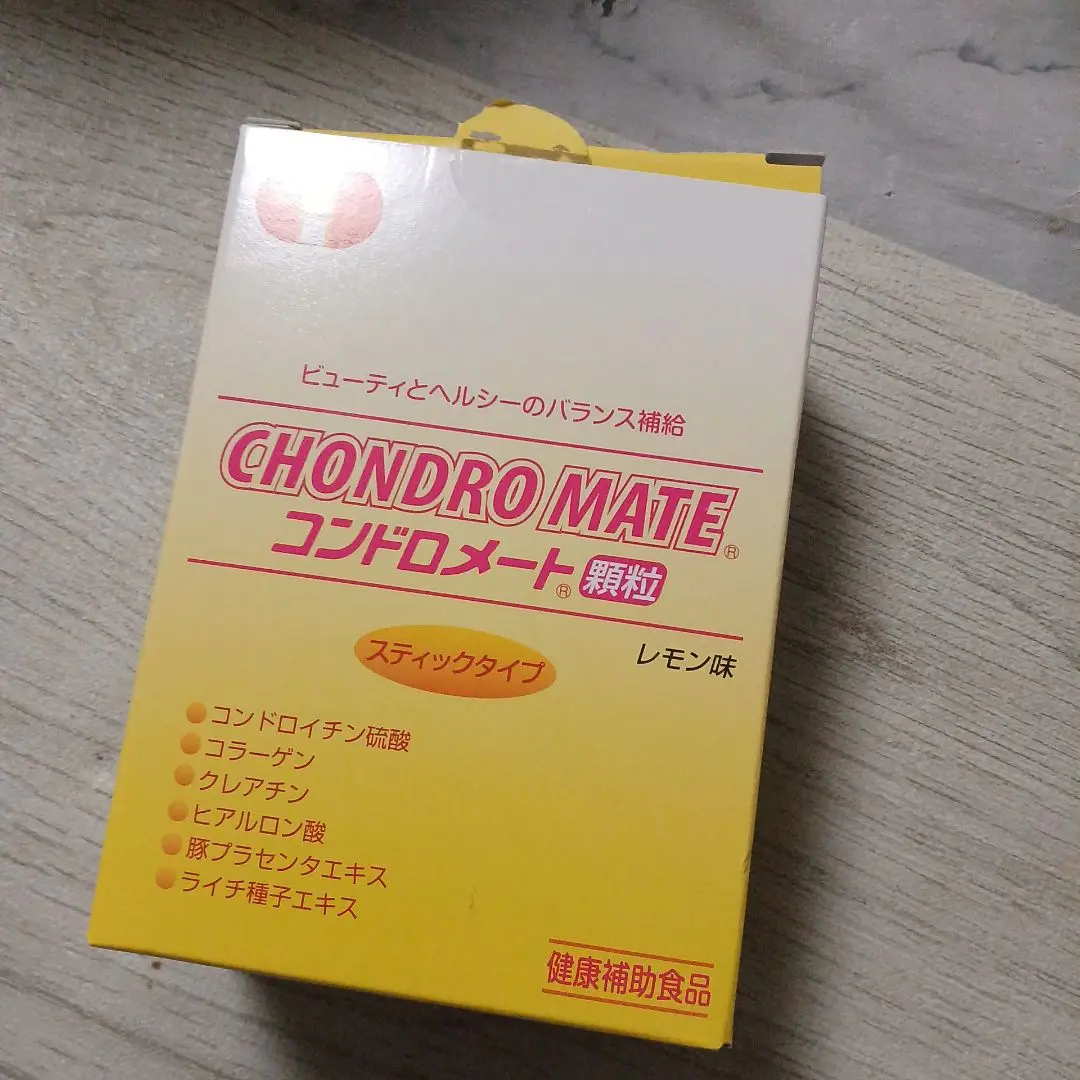 ビューティとヘルシーのバランス補給
CHONDRO MATE®
コンドロメート® 顆粒
スティックタイプ
レモン味
コンドロイチン硫酸
コラーゲン
クレアチン
ヒアルロン酸
豚プラセンタエキス
ライチ種子エキス
健康補助食品